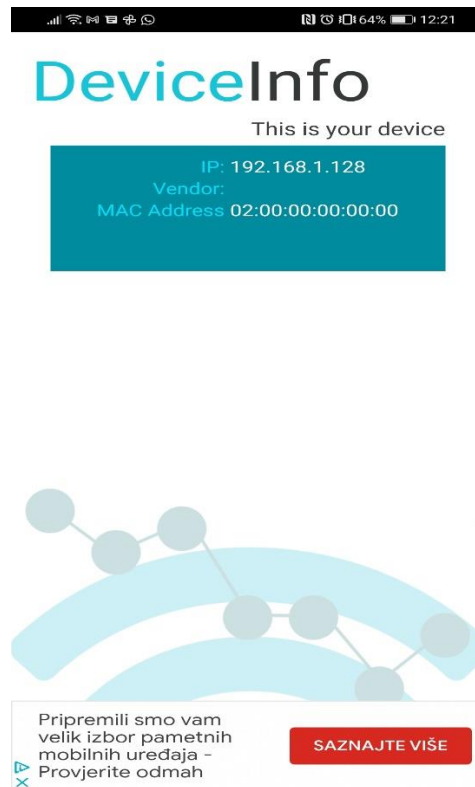 64% 12:21
DeviceInfo
This is your device
IP: 192.168.1.128
Vendor:
MAC Address 02:00:00:00:00:00
Pripremili smo vam
velik izbor pametnih
mobilnih uređaja -
Provjerite odmah
SAZNAJTE VIŠE